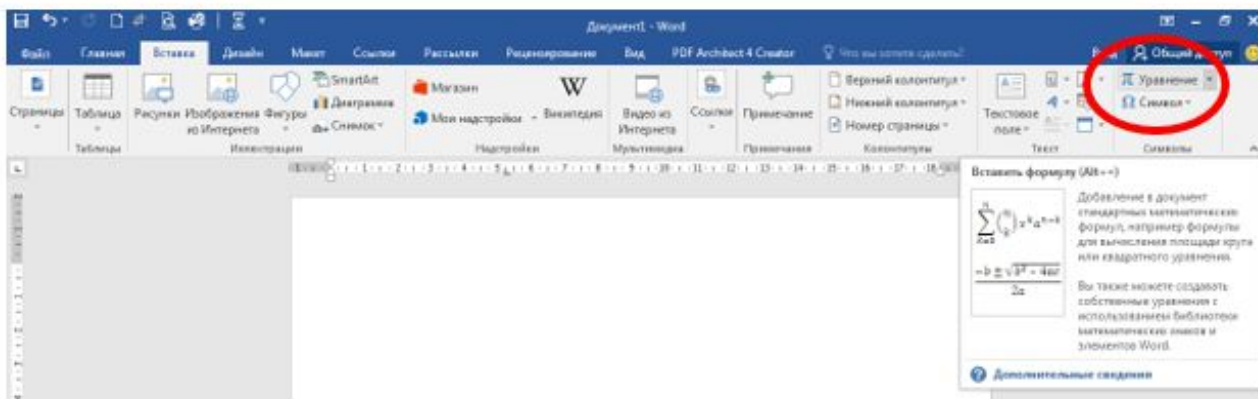 Документ1 - Word
Файл Главная Вставка Дизайн Макет Ссылки Рассылки Рецензирование Вид PDF Architect 4 Creator Что вы хотите сделать? Общий доступ
Страницы
Таблица
Таблицы
Рисунки
Изображения из Интернета
Фигуры
SmartArt
Диаграмма
Снимок
Иллюстрации
Магазин
Мои надстройки
W
Википедия
Надстройки
Видео из Интернета
Мультимедиа
Ссылки
Примечание
Примечания
Верхний колонтитул
Нижний колонтитул
Номер страницы
Колонтитулы
Текстовое поле
Текст
π Уравнение
Ω Символ
Символы
Вставить формулу (Alt+=)
Добавление в документ
стандартных математических
формул, например формулы
для вычисления площади круга
или квадратного уравнения.
Вы также можете создавать
собственные уравнения с
использованием библиотеки
математических знаков и
элементов Word.
Дополнительные сведения